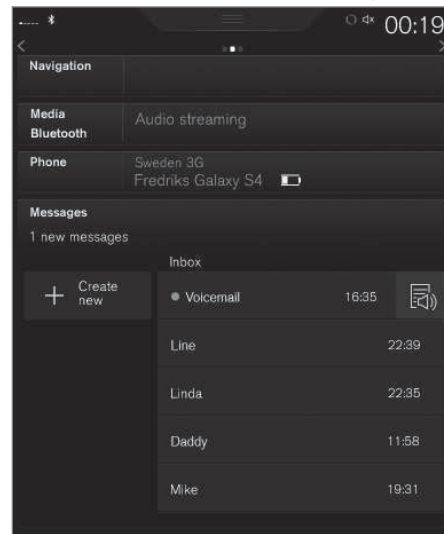 00:19
Navigation
Media
Bluetooth
Audio streaming
Phone
Sweden 3G
Fredriks Galaxy S4
Messages
1 new messages
Inbox
Create
new
Voicemail 16:35
Line 22:39
Linda 22:35
Daddy 11:58
Mike 19:31